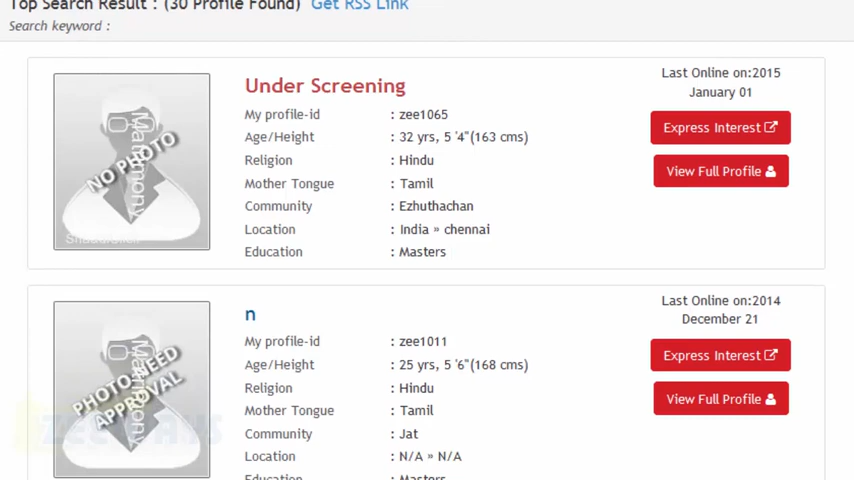 Top Search Result : (30 Profile Found) Get RSS Link
Search keyword :
NO PHOTO
Matrimony
Under Screening
My profile-id : zee1065
Age/Height : 32 yrs, 5 '4"(163 cms)
Religion : Hindu
Mother Tongue : Tamil
Community : Ezhuthachan
Location : India » chennai
Education : Masters
Last Online on:2015
January 01
Express Interest
View Full Profile
PHOTO NEED
APPROVAL
Matrimony
n
My profile-id : zee1011
Age/Height : 25 yrs, 5 '6"(168 cms)
Religion : Hindu
Mother Tongue : Tamil
Community : Jat
Location : N/A » N/A
Education : Masters
Last Online on:2014
December 21
Express Interest
View Full Profile